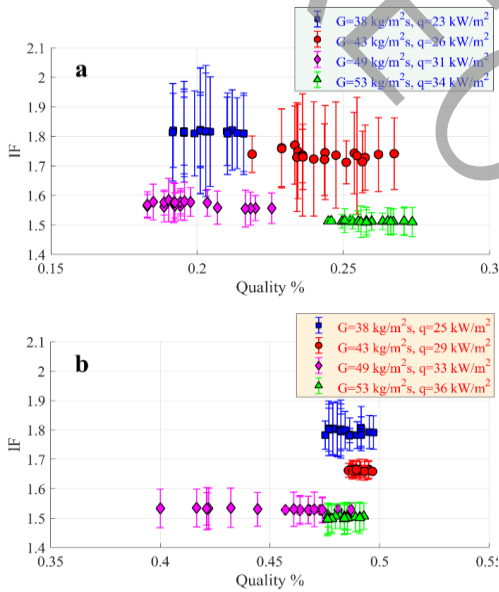 G=38 kg/m²s, q=23 kW/m²
G=43 kg/m²s, q=26 kW/m²
G=49 kg/m²s, q=31 kW/m²
G=53 kg/m²s, q=34 kW/m²
a
2.1
2
1.9
1.8
1.7
1.6
1.5
1.4
IF
0.15
0.2
0.25
0.3
Quality %
G=38 kg/m²s, q=25 kW/m²
G=43 kg/m²s, q=29 kW/m²
G=49 kg/m²s, q=33 kW/m²
G=53 kg/m²s, q=36 kW/m²
b
2.1
2
1.9
1.8
1.7
1.6
1.5
1.4
IF
0.35
0.4
0.45
0.5
0.55
Quality %